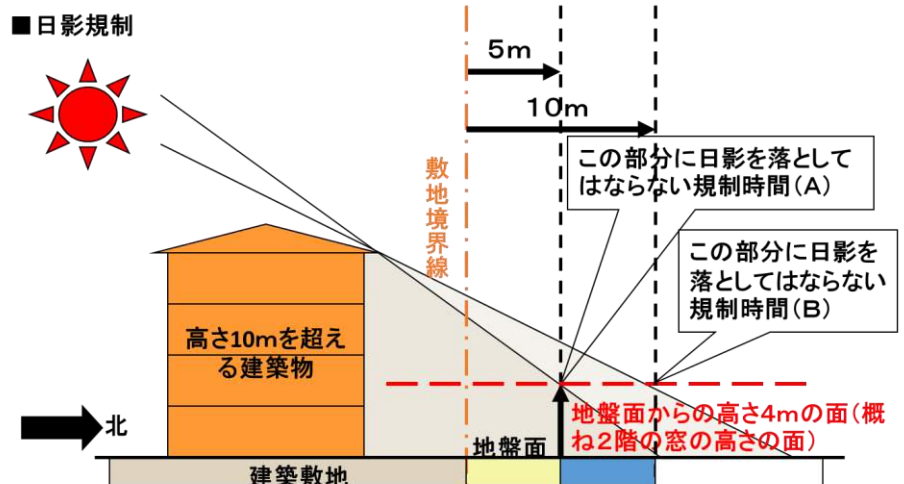 ■日影規制
5m
10m
敷地境界線
この部分に日影を落として
はならない規制時間(A)
この部分に日影を
落としてはならない
規制時間(B)
高さ10mを超え
る建築物
北
地盤面からの高さ4mの面(概
ね2階の窓の高さの面)
地盤面
建築敷地